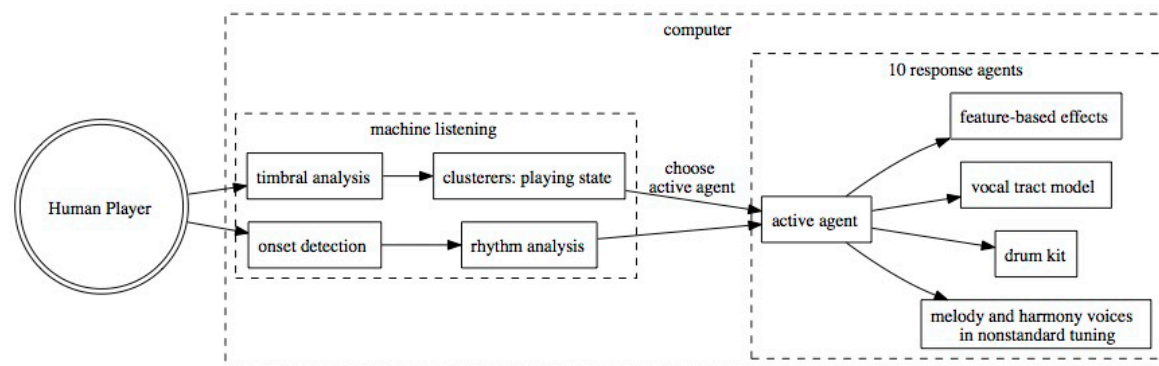 computer
10 response agents
feature-based effects
machine listening
choose
active agent
timbral analysis
clusterers: playing state
vocal tract model
Human Player
active agent
onset detection
rhythm analysis
drum kit
melody and harmony voices
in nonstandard tuning